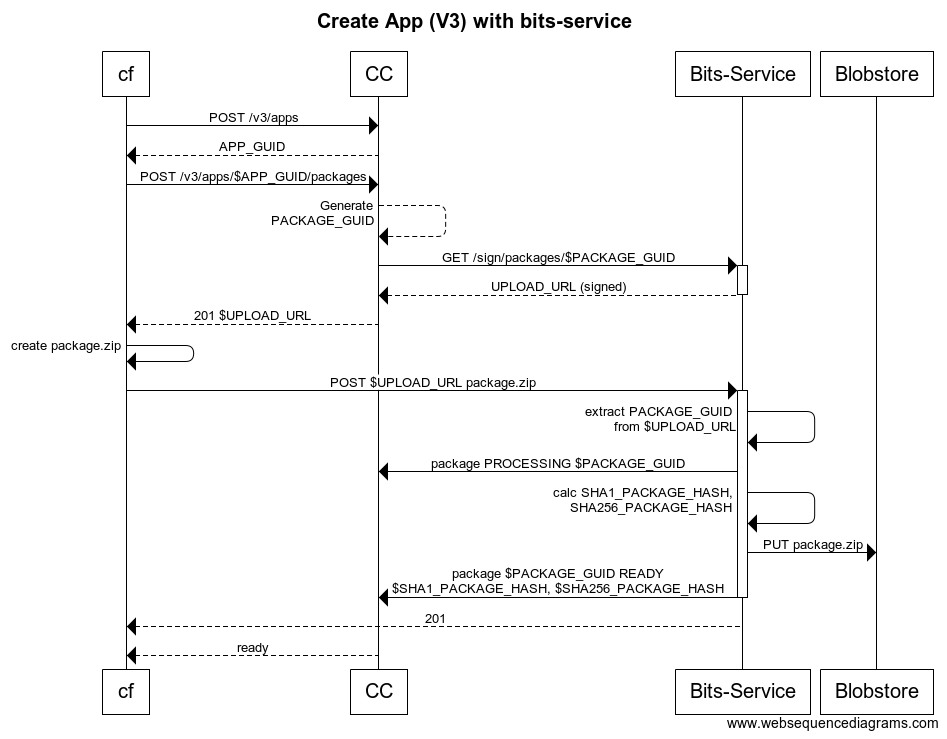 Create App (V3) with bits-service
cf
CC
Bits-Service
Blobstore
POST /v3/apps
APP_GUID
POST /v3/apps/$APP_GUID/packages
Generate
PACKAGE_GUID
GET /sign/packages/$PACKAGE_GUID
UPLOAD_URL (signed)
201 $UPLOAD_URL
create package.zip
POST $UPLOAD_URL package.zip
extract PACKAGE_GUID
from $UPLOAD_URL
package PROCESSING $PACKAGE_GUID
calc SHA1_PACKAGE_HASH,
SHA256_PACKAGE_HASH
PUT package.zip
package $PACKAGE_GUID READY
$SHA1_PACKAGE_HASH, $SHA256_PACKAGE_HASH
201
ready
cf
CC
Bits-Service
Blobstore
www.websequencediagrams.com